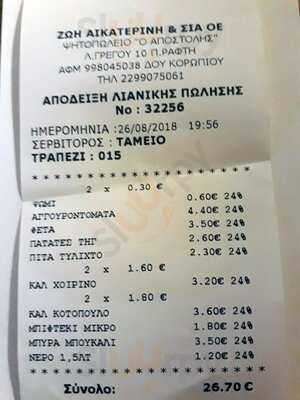 ΖΩΗ ΑΙΚΑΤΕΡΙΝΗ & ΣΙΑ ΟΕ
ΨΗΤΟΠΩΛΕΙΟ "Ο ΑΠΟΣΤΟΛΗΣ"
Λ.ΓΡΕΓΟΥ 10 Π.ΡΑΦΤΗ
ΑΦΜ 998045038 ΔΟΥ ΚΟΡΩΠΙΟΥ
ΤΗΛ 2299075061
ΑΠΟΔΕΙΞΗ ΛΙΑΝΙΚΗΣ ΠΩΛΗΣΗΣ
Νο : 32256
ΗΜΕΡΟΜΗΝΙΑ :26/08/2018 19:56
ΣΕΡΒΙΤΟΡΟΣ : ΤΑΜΕΙΟ
ΤΡΑΠΕΖΙ : 015
* * * * * * * * * * * * * * * * * * * *
2 x 0.30 €
ΨΩΜΙ 0.60€ 24%
ΑΓΓΟΥΡΟΝΤΟΜΑΤΑ 4.40€ 24%
ΦΕΤΑ 3.50€ 24%
ΠΑΤΑΤΕΣ ΤΗΓ 2.60€ 24%
ΠΙΤΑ ΤΥΛΙΧΤΟ 2.30€ 24%
2 x 1.60 €
ΚΑΛ ΧΟΙΡΙΝΟ 3.20€ 24%
2 x 1.80 €
ΚΑΛ ΚΟΤΟΠΟΥΛΟ 3.60€ 24%
ΜΠΙΦΤΕΚΙ ΜΙΚΡΟ 1.80€ 24%
ΜΠΥΡΑ ΜΠΟΥΚΑΛΙ 3.50€ 24%
ΝΕΡΟ 1,5ΛΤ 1.20€ 24%
* * * * * * * * * * * * * * * * * * * *
Σύνολο: 26.70 €